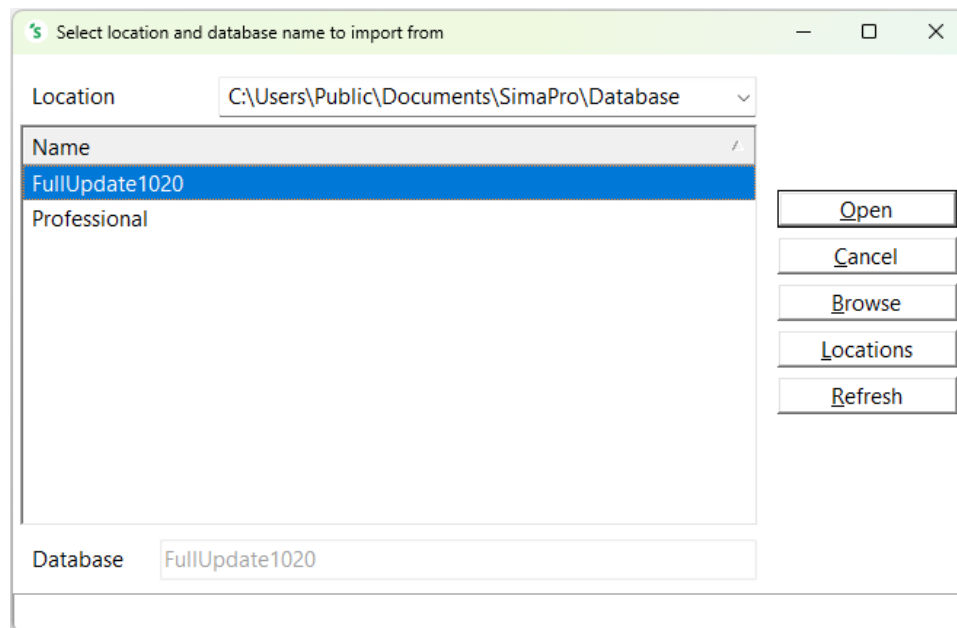 Select location and database name to import from
Location C:\Users\Public\Documents\SimaPro\Database
Name
FullUpdate1020
Professional
Open
Cancel
Browse
Locations
Refresh
Database FullUpdate1020